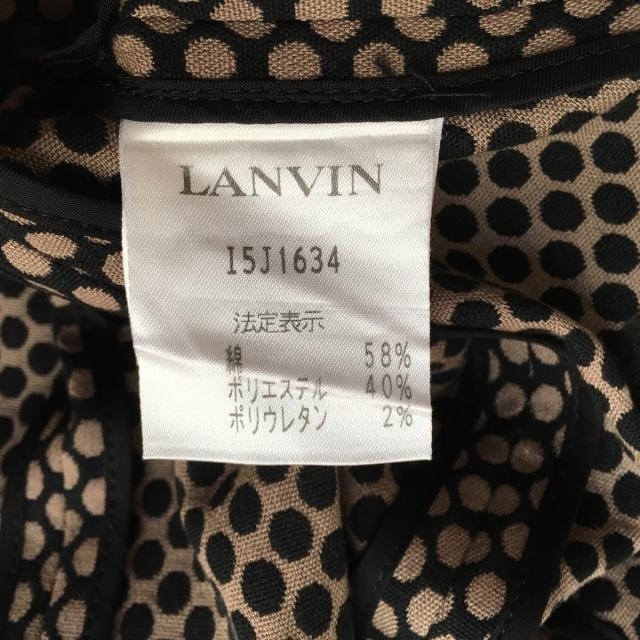 LANVIN
I5J1634
法定表示
綿 58%
ポリエステル 40%
ポリウレタン 2%